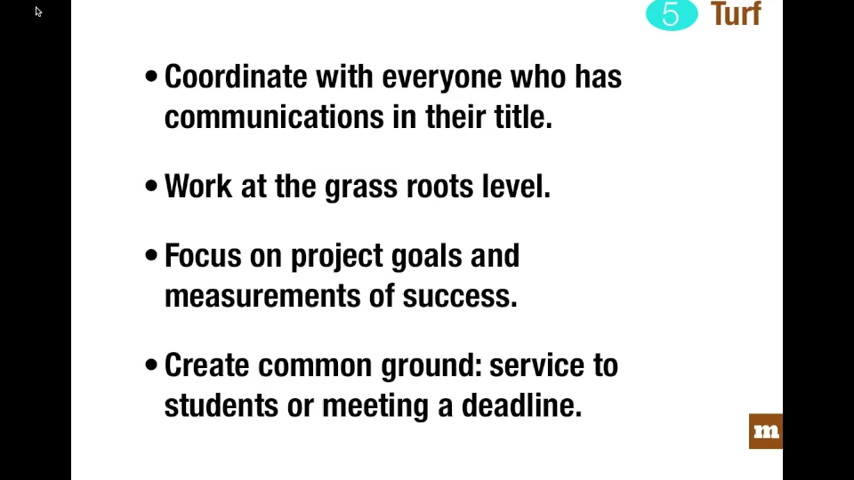 5 Turf
• Coordinate with everyone who has
communications in their title.
• Work at the grass roots level.
• Focus on project goals and
measurements of success.
• Create common ground: service to
students or meeting a deadline.
m